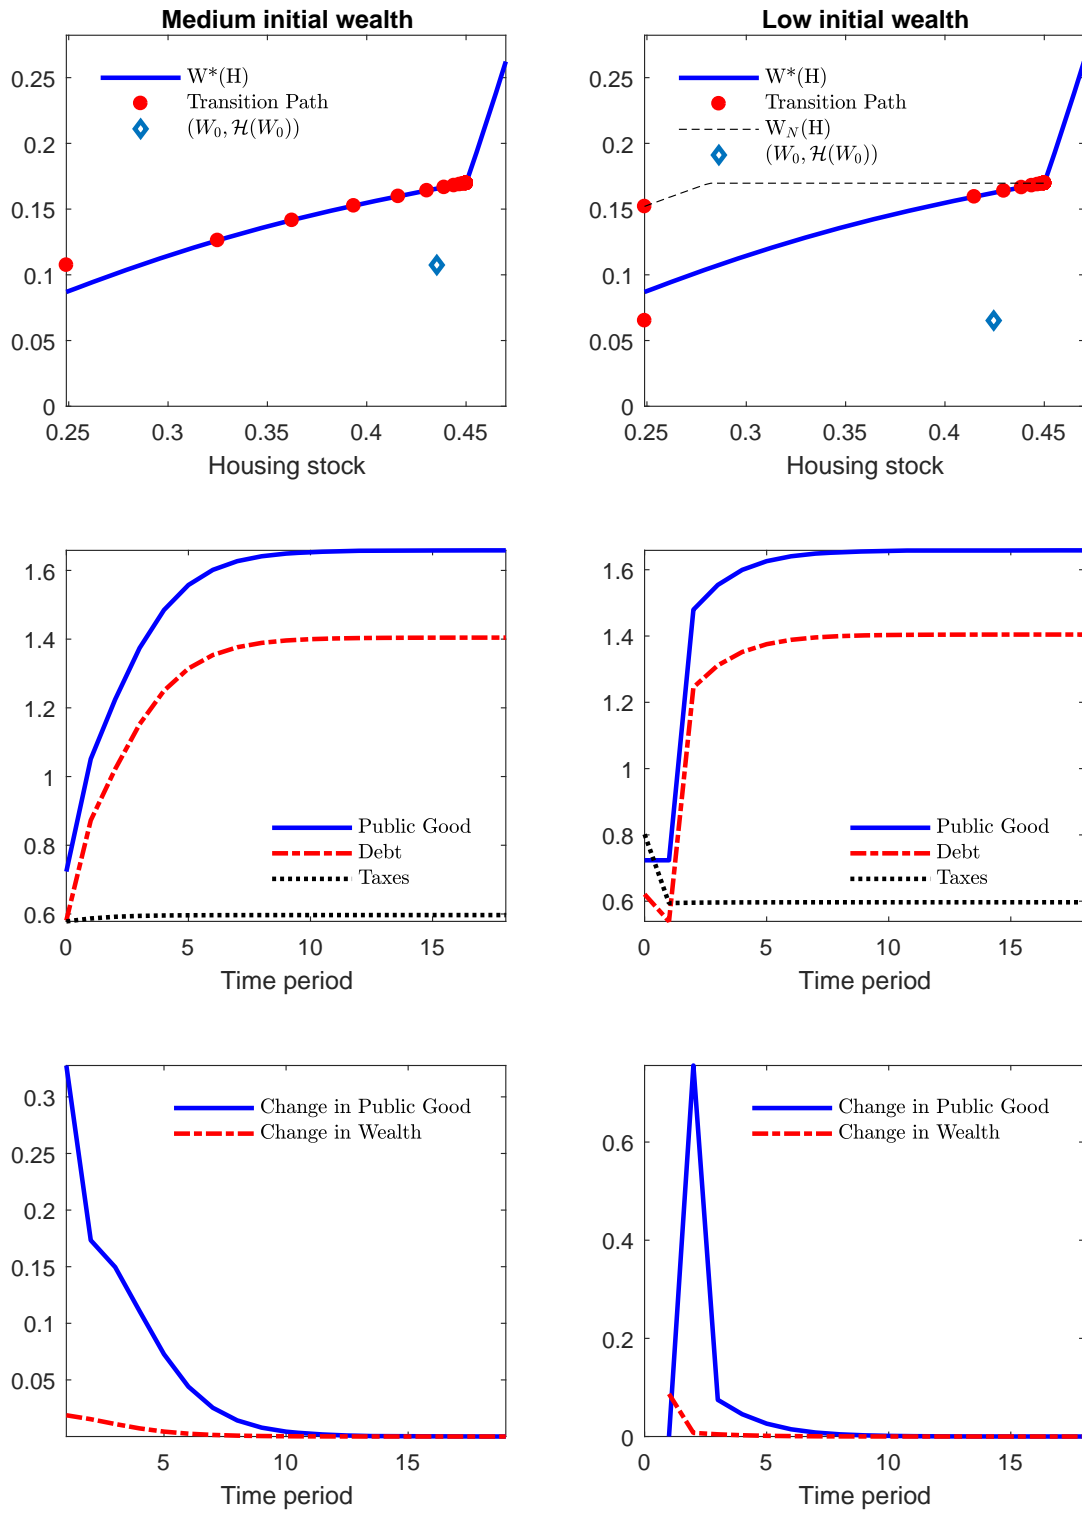 Medium initial wealth
0.25
0.2
0.15
0.1
0.05
0
W*(H)
Transition Path
(W_0, ℋ(W_0))
0.25
0.3
0.35
0.4
0.45
Housing stock
Low initial wealth
0.25
0.2
0.15
0.1
0.05
0
W*(H)
Transition Path
W_N(H)
(W_0, ℋ(W_0))
0.25
0.3
0.35
0.4
0.45
Housing stock
1.6
1.4
1.2
1
0.8
0.6
Public Good
Debt
Taxes
0
5
10
15
Time period
1.6
1.4
1.2
1
0.8
0.6
Public Good
Debt
Taxes
0
5
10
15
Time period
0.3
0.25
0.2
0.15
0.1
0.05
Change in Public Good
Change in Wealth
5
10
15
Time period
0.6
0.4
0.2
0
Change in Public Good
Change in Wealth
0
5
10
15
Time period